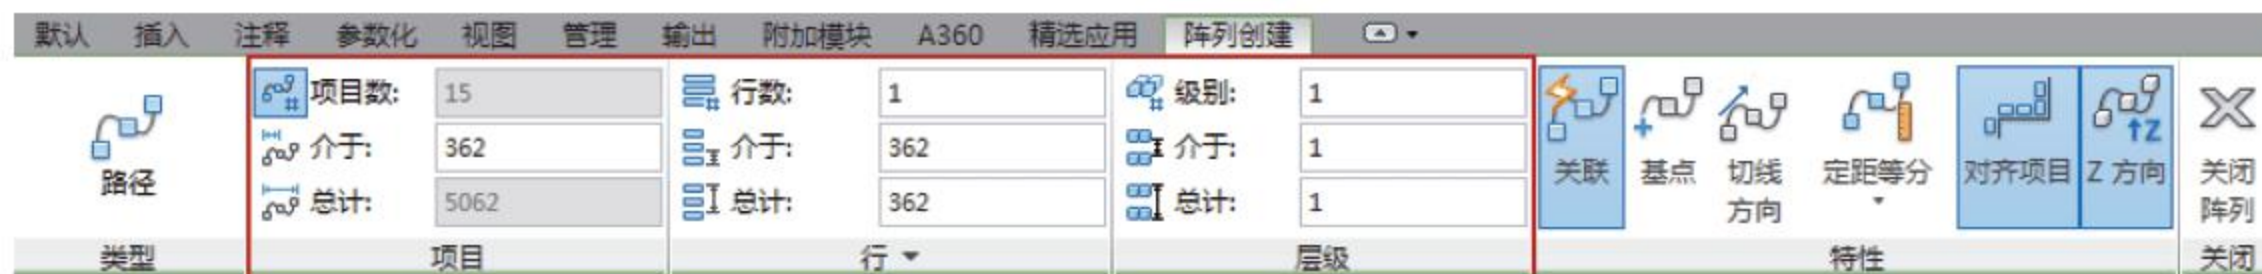 默认 插入 注释 参数化 视图 管理 输出 附加模块 A360 精选应用 阵列创建
项目数: 15 行数: 1 级别: 1
介于: 362 介于: 362 介于: 1
总计: 5062 总计: 362 总计: 1
路径
关联 基点 切线方向 定距等分 对齐项目 Z 方向 关闭阵列
类型 项目 行 层级 特性 关闭